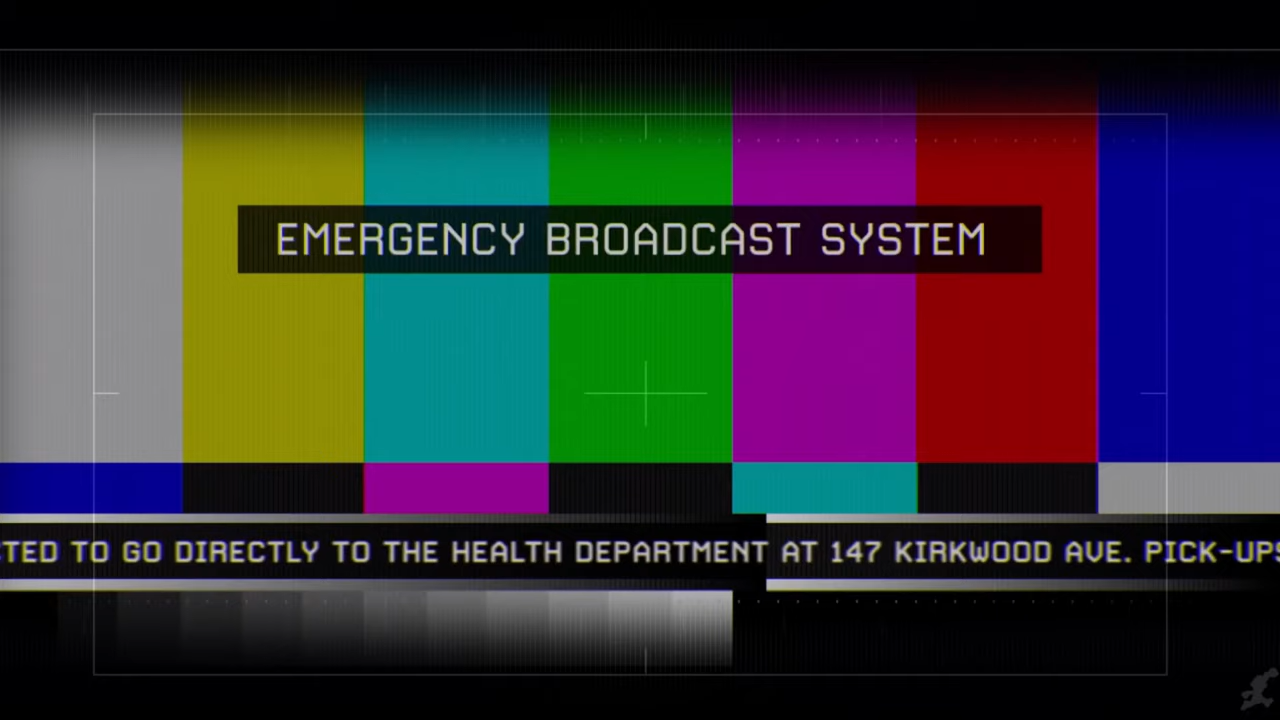 EMERGENCY BROADCAST SYSTEM
TED TO GO DIRECTLY TO THE HEALTH DEPARTMENT AT 147 KIRKWOOD AVE. PICK-UPS